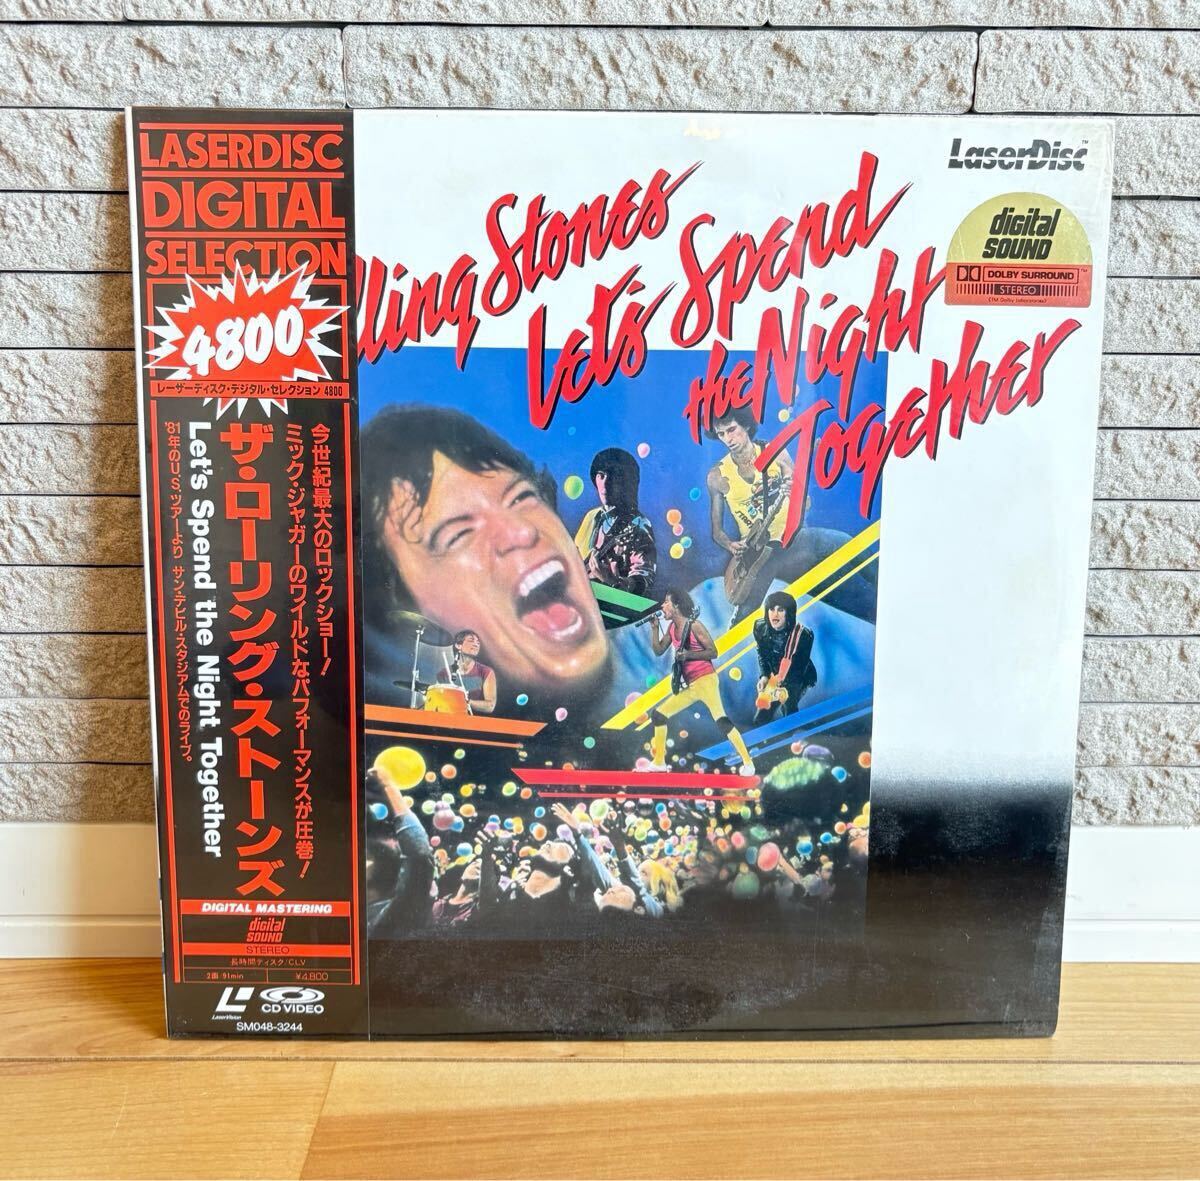 LASERDISC
DIGITAL
SELECTION
4800
レーザーディスク・デジタル・セレクション 4800
今世紀最大のロックショー!
ミック・ジャガーのワイルドなパフォーマンスが圧巻!
ザ・ローリング・ストーンズ
Let's Spend the Night Together
'81年のU.S.ツアーより サン・デビル・スタジアムでのライブ。
DIGITAL MASTERING
digital
SOUND
STEREO
長時間ディスク/CLV
2面/91min ¥4,800
LaserVision
CD VIDEO
SM048-3244
lling Stones
Let's Spend
the Night
Together
LaserDisc™
digital
SOUND
DOLBY SURROUND™
STEREO
(TM Dolby Laboratories)